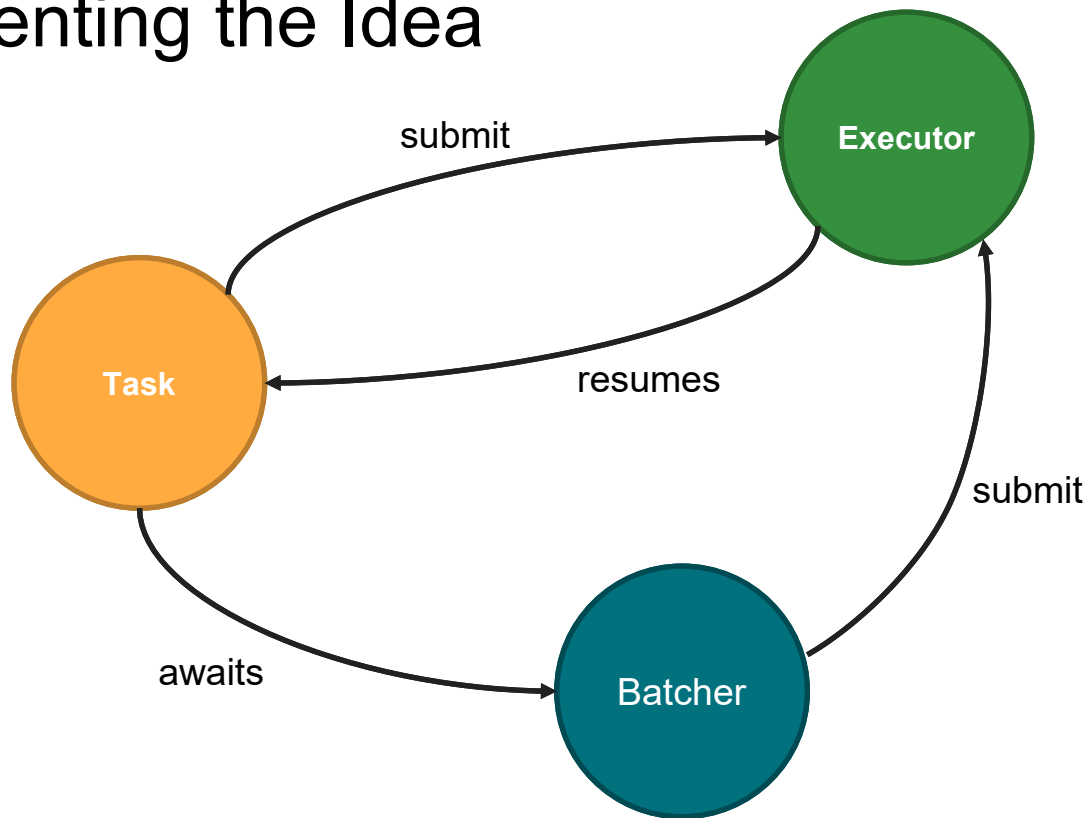 enting the Idea
submit
Executor
Task
resumes
submit
awaits
Batcher